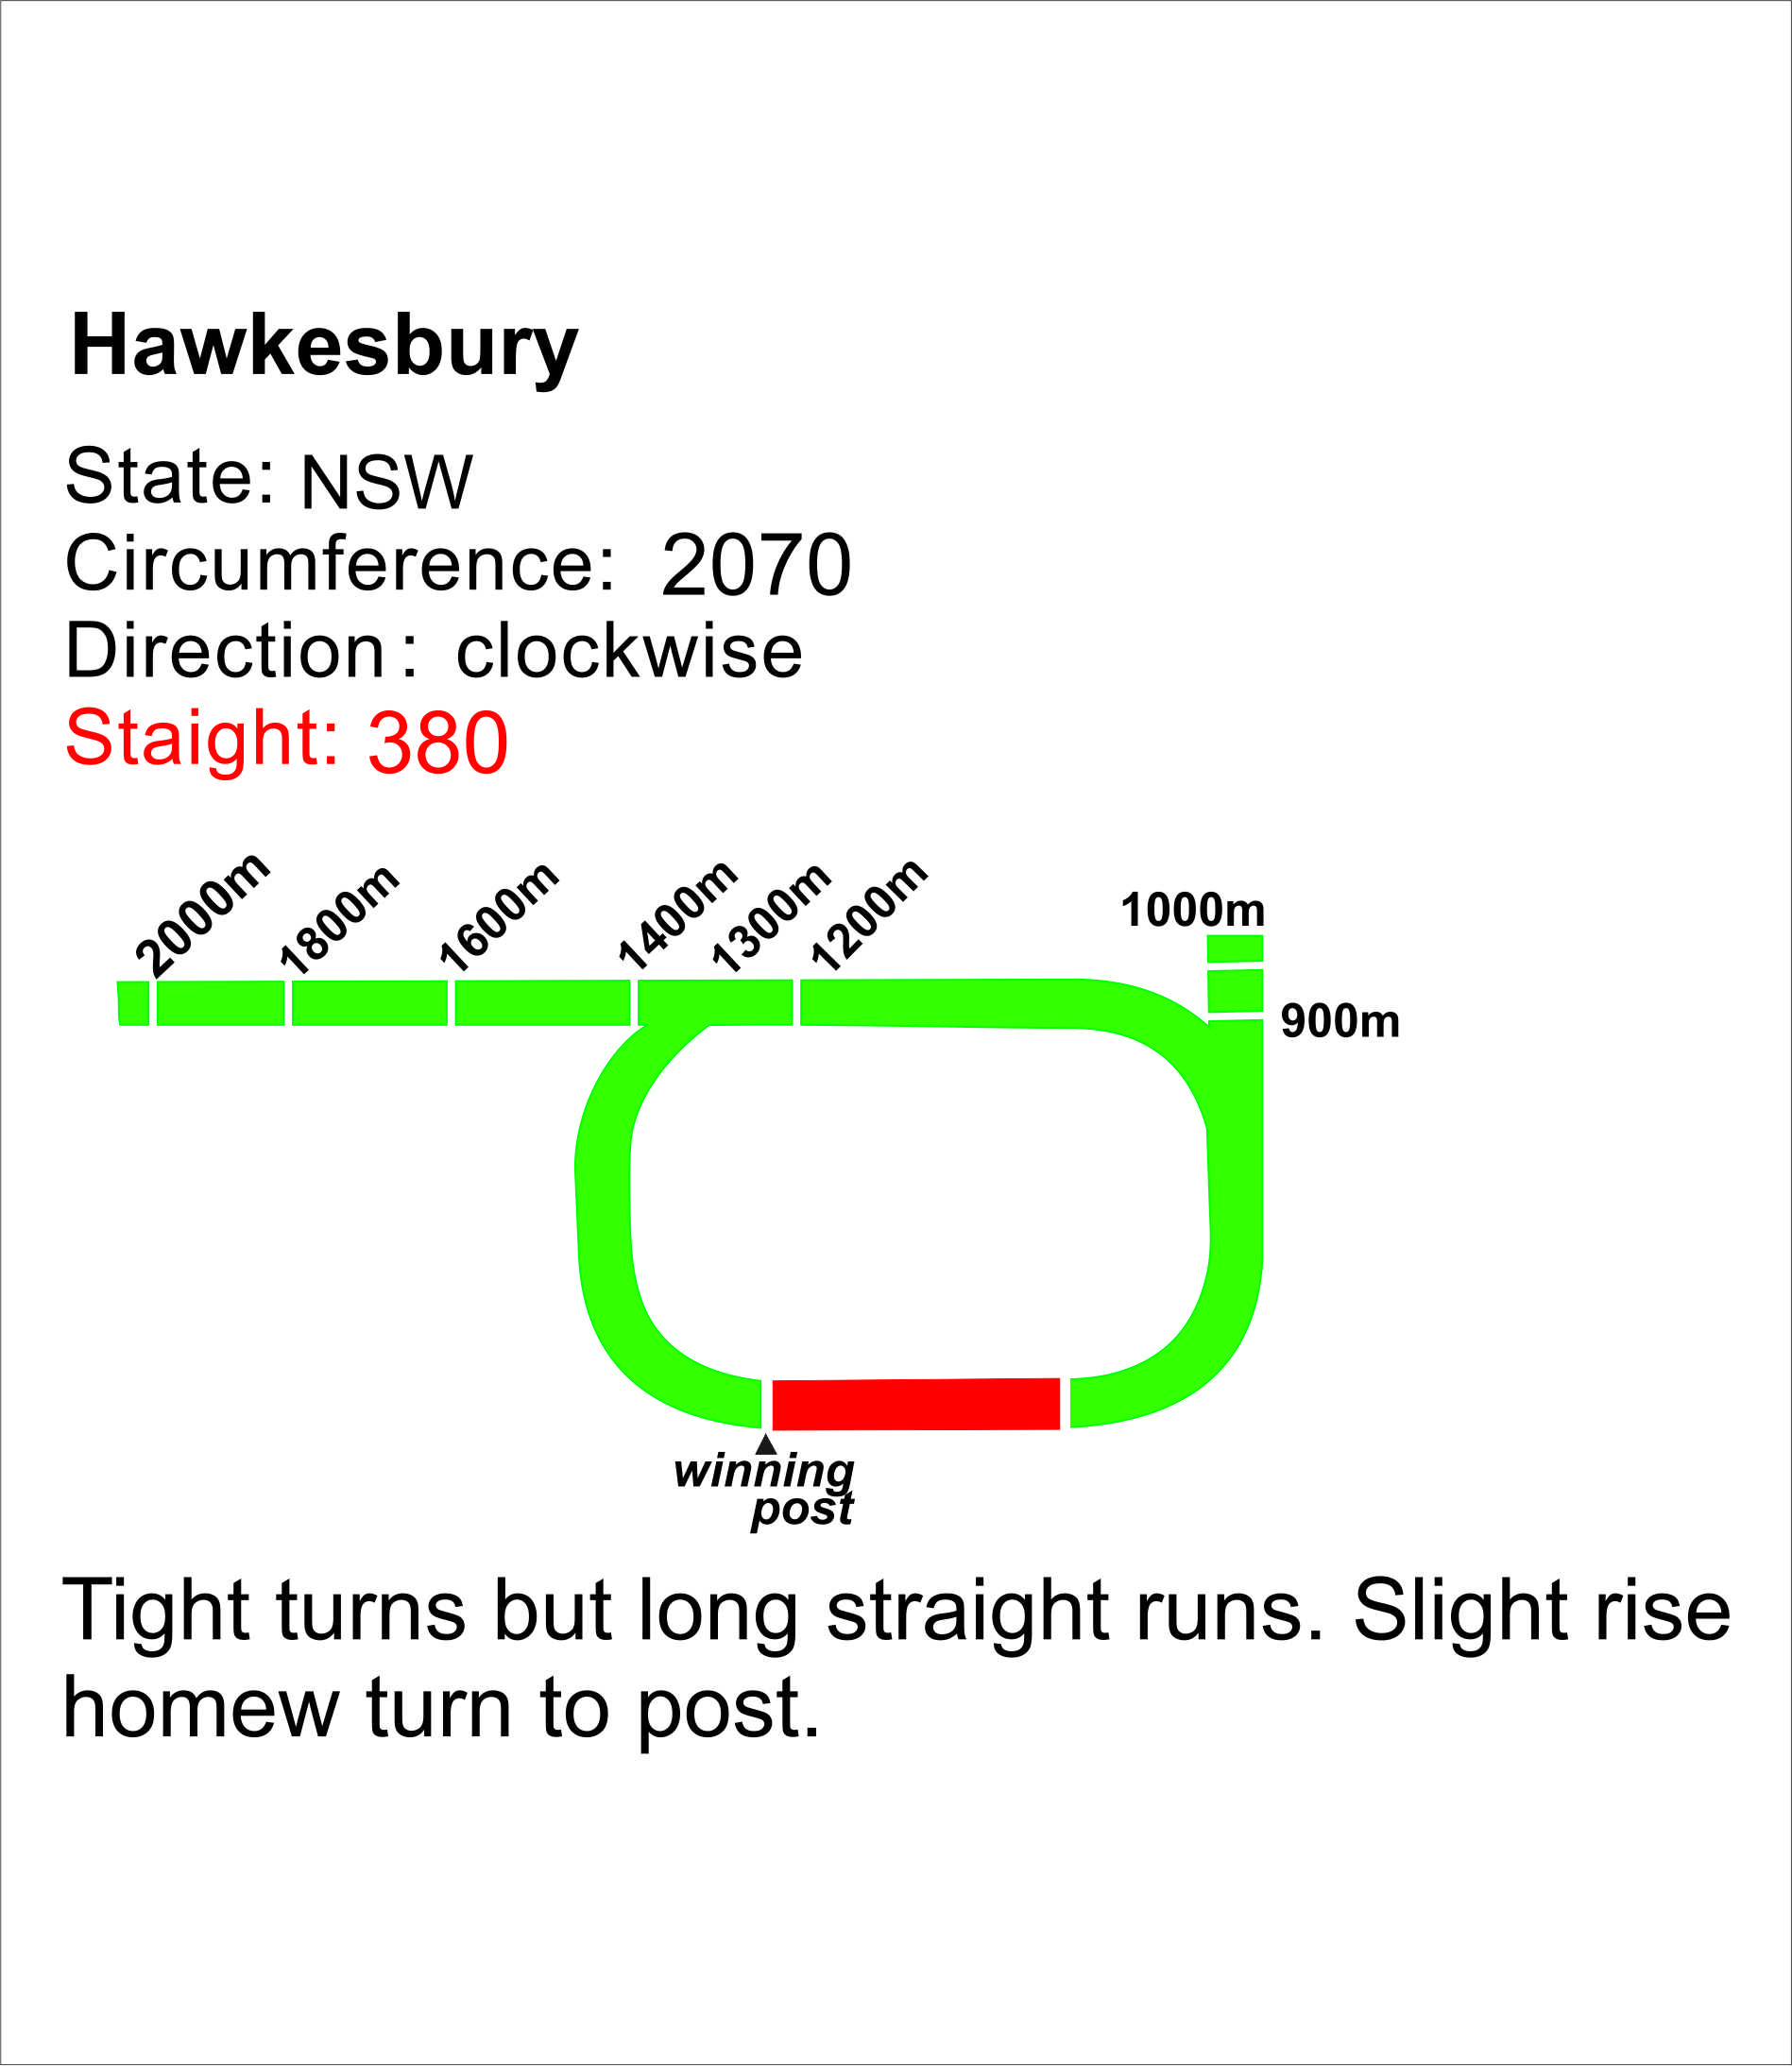 Hawkesbury
State: NSW
Circumference: 2070
Direction : clockwise
Staight: 380
2000m
1800m
1600m
1400m
1300m
1200m
1000m
900m
winning
post
Tight turns but long straight runs. Slight rise
homew turn to post.